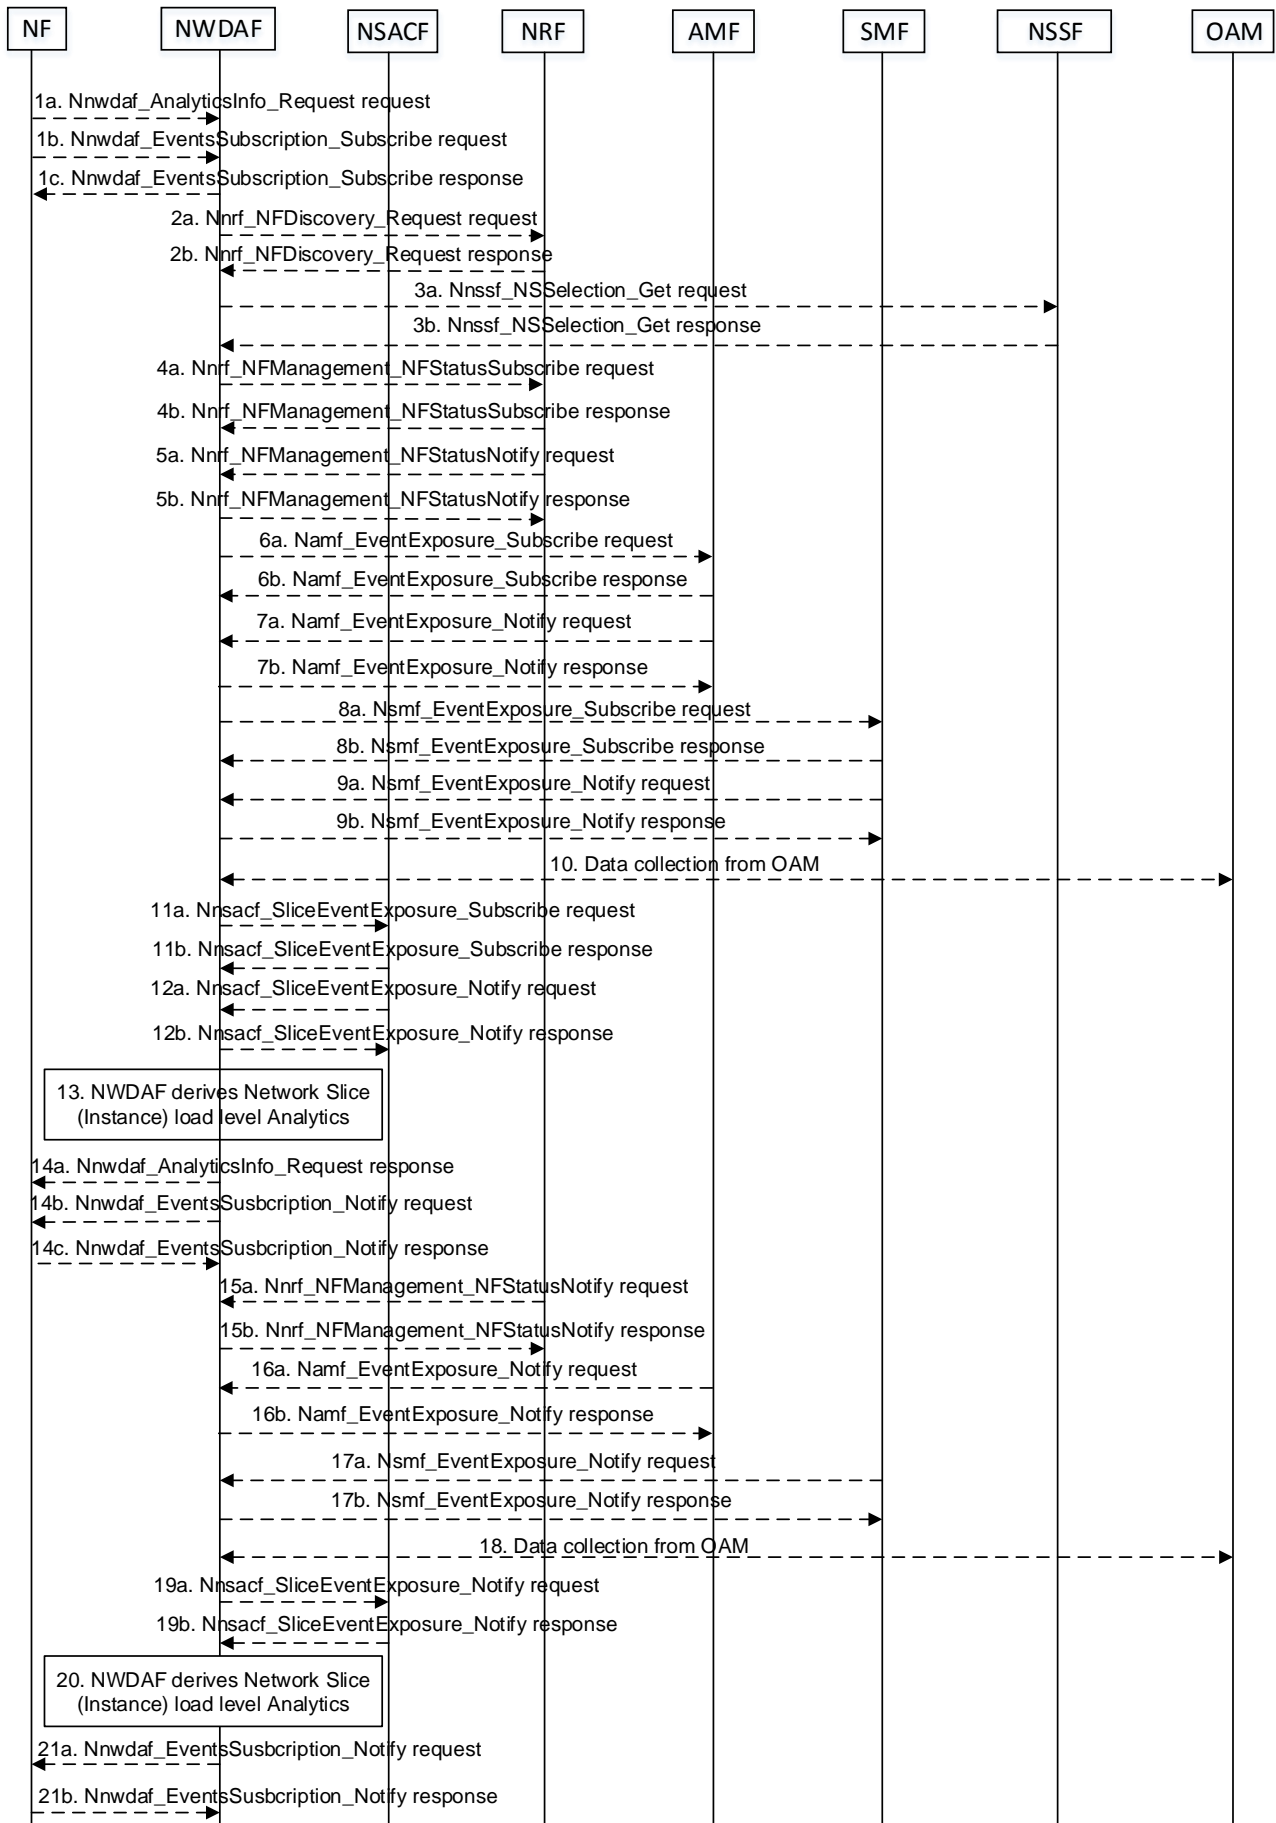 NF NWDAF NSACF NRF AMF SMF NSSF OAM
1a. Nnwdaf_AnalyticsInfo_Request request
1b. Nnwdaf_EventsSubscription_Subscribe request
1c. Nnwdaf_EventsSubscription_Subscribe response
2a. Nnrf_NFDiscovery_Request request
2b. Nnrf_NFDiscovery_Request response
3a. Nnssf_NSSelection_Get request
3b. Nnssf_NSSelection_Get response
4a. Nnrf_NFManagement_NFStatusSubscribe request
4b. Nnrf_NFManagement_NFStatusSubscribe response
5a. Nnrf_NFManagement_NFStatusNotify request
5b. Nnrf_NFManagement_NFStatusNotify response
6a. Namf_EventExposure_Subscribe request
6b. Namf_EventExposure_Subscribe response
7a. Namf_EventExposure_Notify request
7b. Namf_EventExposure_Notify response
8a. Nsmf_EventExposure_Subscribe request
8b. Nsmf_EventExposure_Subscribe response
9a. Nsmf_EventExposure_Notify request
9b. Nsmf_EventExposure_Notify response
10. Data collection from OAM
11a. Nnsacf_SliceEventExposure_Subscribe request
11b. Nnsacf_SliceEventExposure_Subscribe response
12a. Nnsacf_SliceEventExposure_Notify request
12b. Nnsacf_SliceEventExposure_Notify response
13. NWDAF derives Network Slice
(Instance) load level Analytics
14a. Nnwdaf_AnalyticsInfo_Request response
14b. Nnwdaf_EventsSusbcription_Notify request
14c. Nnwdaf_EventsSusbcription_Notify response
15a. Nnrf_NFManagement_NFStatusNotify request
15b. Nnrf_NFManagement_NFStatusNotify response
16a. Namf_EventExposure_Notify request
16b. Namf_EventExposure_Notify response
17a. Nsmf_EventExposure_Notify request
17b. Nsmf_EventExposure_Notify response
18. Data collection from OAM
19a. Nnsacf_SliceEventExposure_Notify request
19b. Nnsacf_SliceEventExposure_Notify response
20. NWDAF derives Network Slice
(Instance) load level Analytics
21a. Nnwdaf_EventsSusbcription_Notify request
21b. Nnwdaf_EventsSusbcription_Notify response